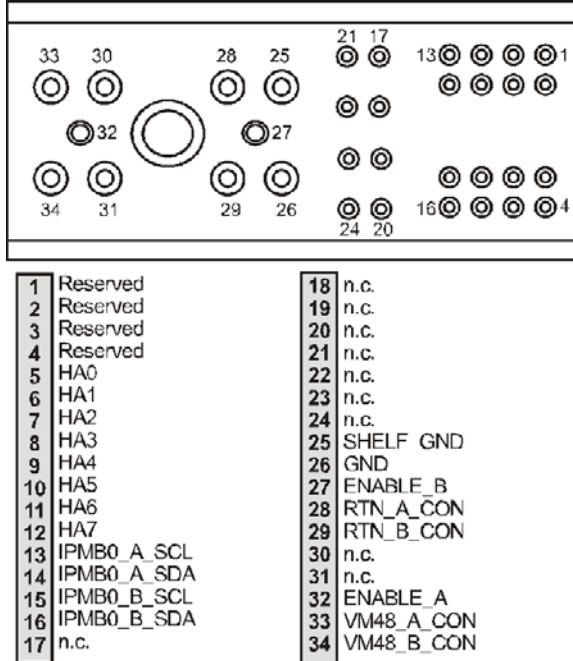 21 17
33 30 28 25 13 1
32 27
34 31 29 26 16 4
24 20
1 Reserved
2 Reserved
3 Reserved
4 Reserved
5 HA0
6 HA1
7 HA2
8 HA3
9 HA4
10 HA5
11 HA6
12 HA7
13 IPMB0_A_SCL
14 IPMB0_A_SDA
15 IPMB0_B_SCL
16 IPMB0_B_SDA
17 n.c.
18 n.c.
19 n.c.
20 n.c.
21 n.c.
22 n.c.
23 n.c.
24 n.c.
25 SHELF_GND
26 GND
27 ENABLE_B
28 RTN_A_CON
29 RTN_B_CON
30 n.c.
31 n.c.
32 ENABLE_A
33 VM48_A_CON
34 VM48_B_CON